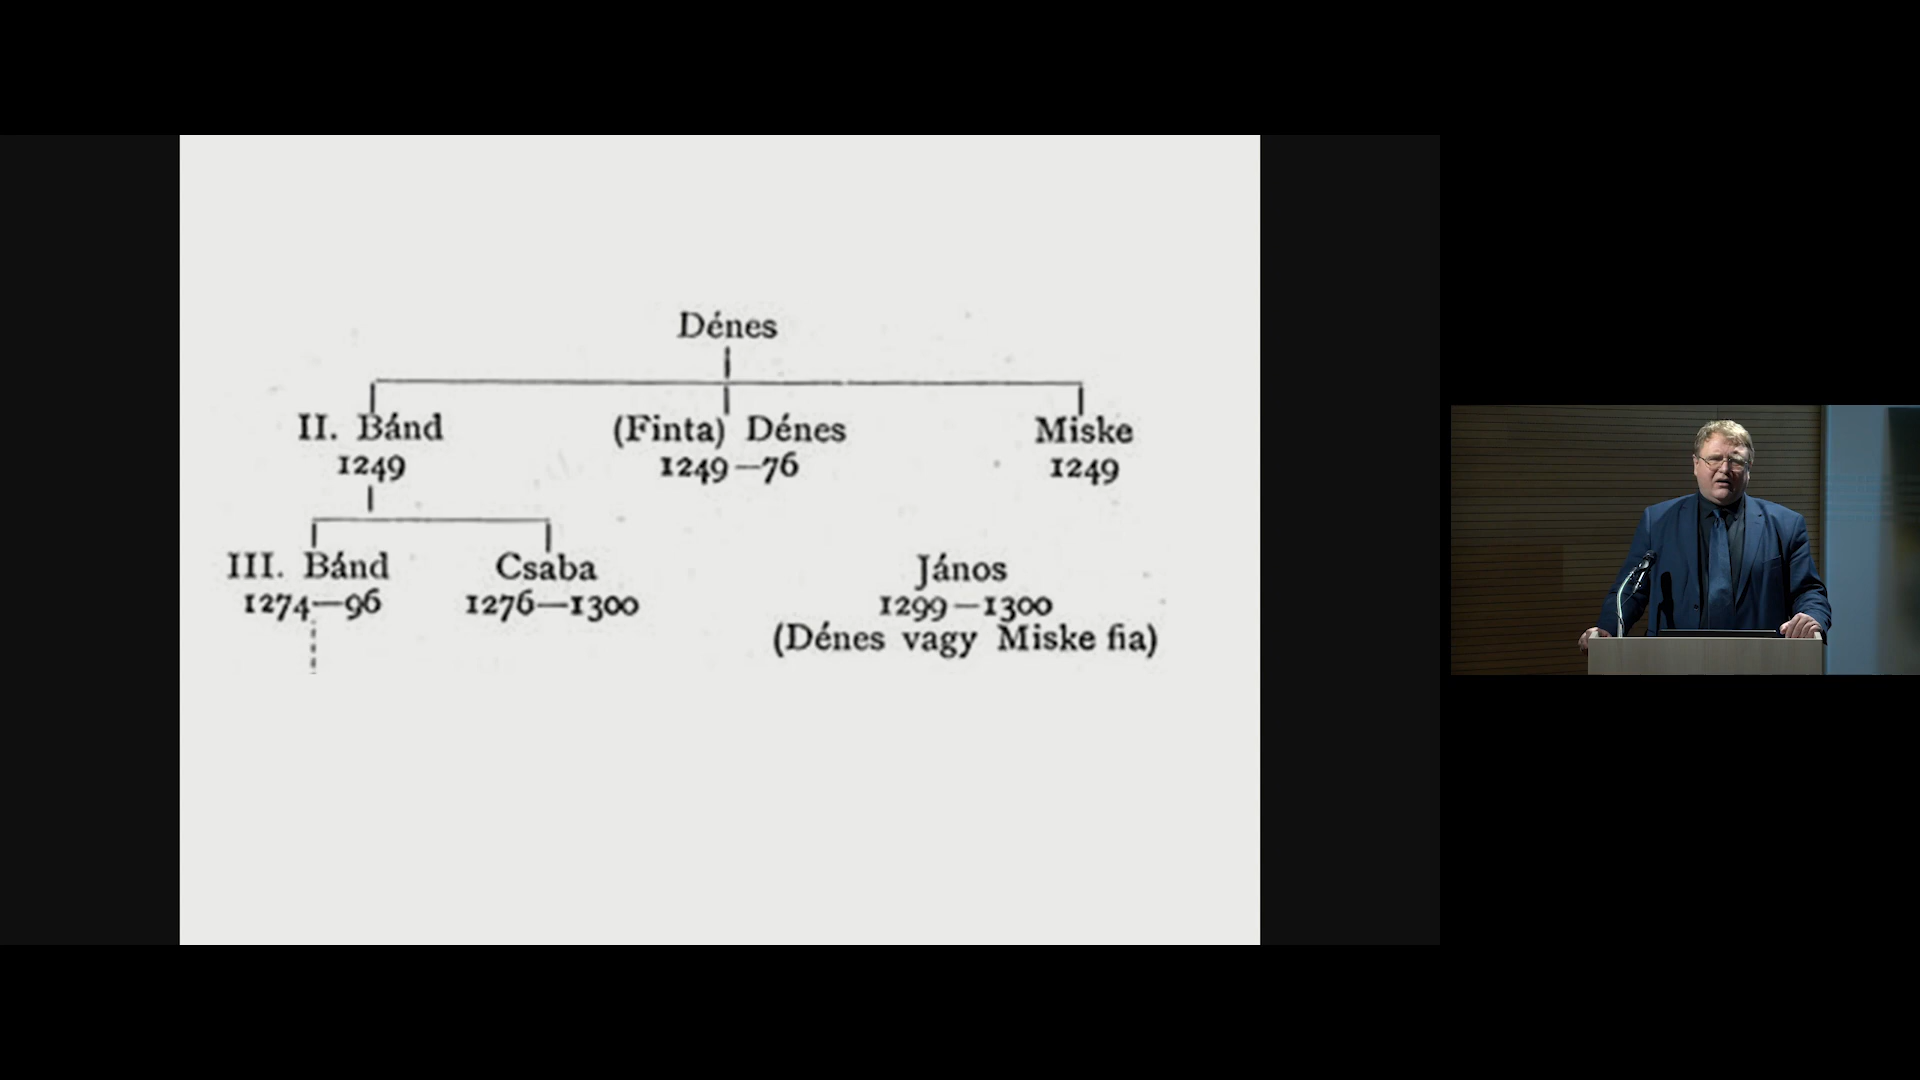 Dénes
II. Bánd (Finta) Dénes Miske
1249 1249—76 1249
III. Bánd Csaba János
1274—96 1276—1300 1299—1300
(Dénes vagy Miske fia)